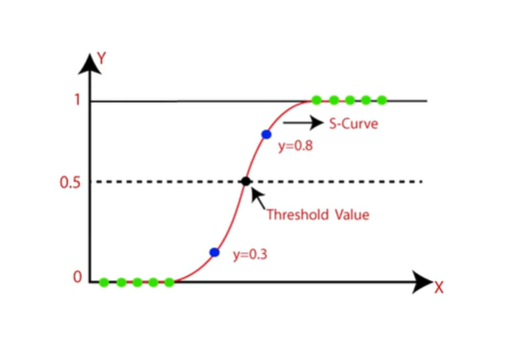 Y
1
S-Curve
y=0.8
0.5
Threshold Value
y=0.3
0
X